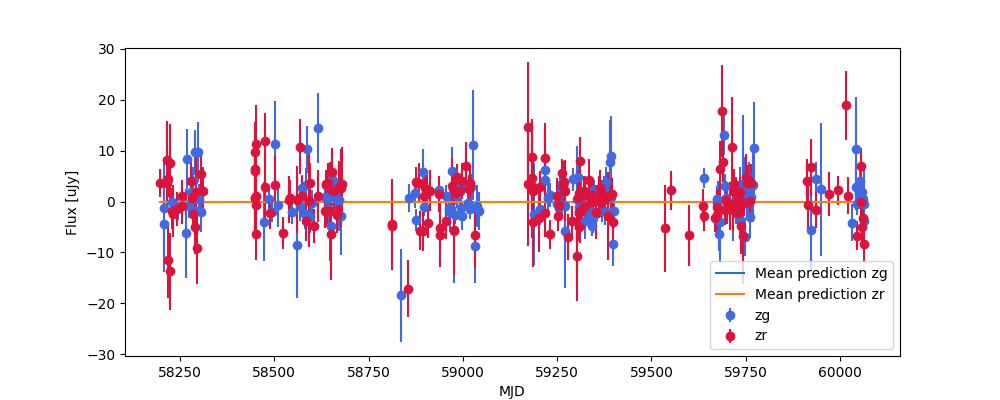 30
20
10
0
−10
−20
−30
Flux [uJy]
58250
58500
58750
59000
59250
59500
59750
60000
MJD
Mean prediction zg
Mean prediction zr
zg
zr